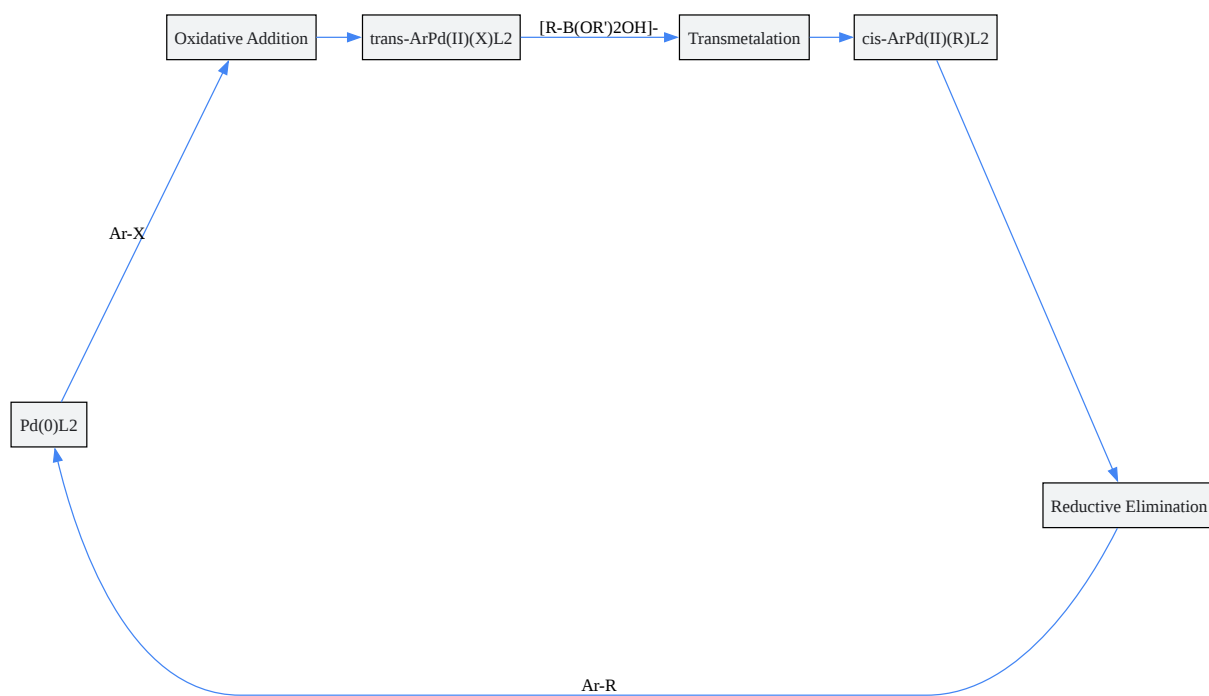 Oxidative Addition
trans-ArPd(II)(X)L2
[R-B(OR')2OH]-
Transmetalation
cis-ArPd(II)(R)L2
Ar-X
Pd(0)L2
Reductive Elimination
Ar-R